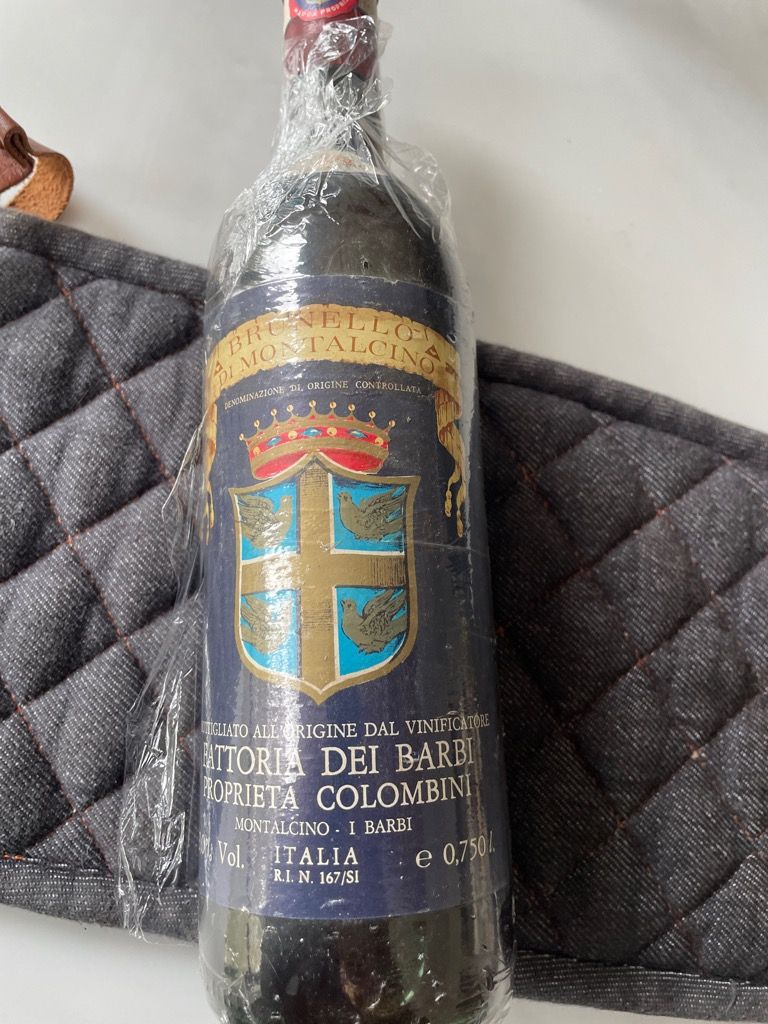 BRUNELLO
DI MONTALCINO
DENOMINAZIONE DI ORIGINE CONTROLLATA
ALL'ORIGINE DAL VINIFICATORE
FATTORIA DEI BARBI
PROPRIETA COLOMBINI
MONTALCINO - I BARBI
Vol. ITALIA e 0,750 l.
R.I. N. 167/SI